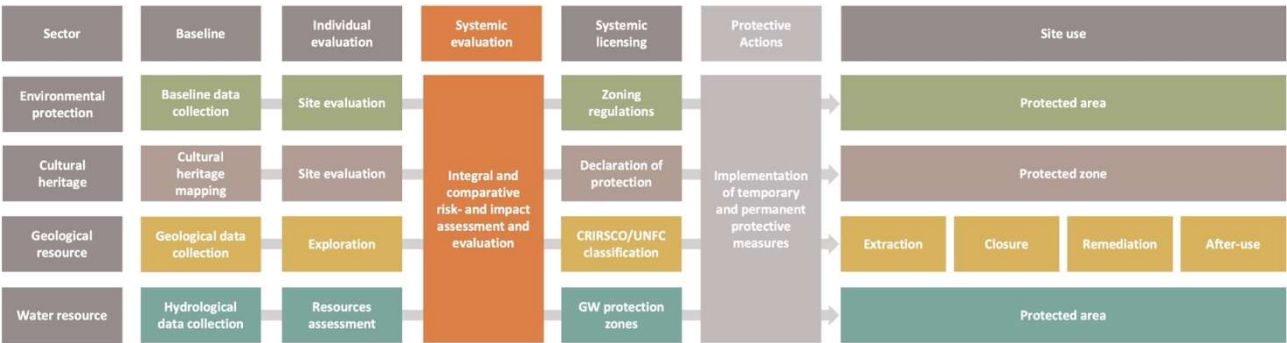 Sector
Baseline
Individual
evaluation
Systemic
evaluation
Systemic
licensing
Protective
Actions
Site use
Environmental
protection
Baseline data
collection
Site evaluation
Zoning
regulations
Protected area
Cultural
heritage
Cultural
heritage
mapping
Site evaluation
Integral and
comparative
risk- and impact
assessment and
evaluation
Declaration of
protection
Implementation
of temporary
and permanent
protective
measures
Protected zone
Geological
resource
Geological data
collection
Exploration
CRIRSCO/UNFC
classification
Extraction
Closure
Remediation
After-use
Water resource
Hydrological
data collection
Resources
assessment
GW protection
zones
Protected area